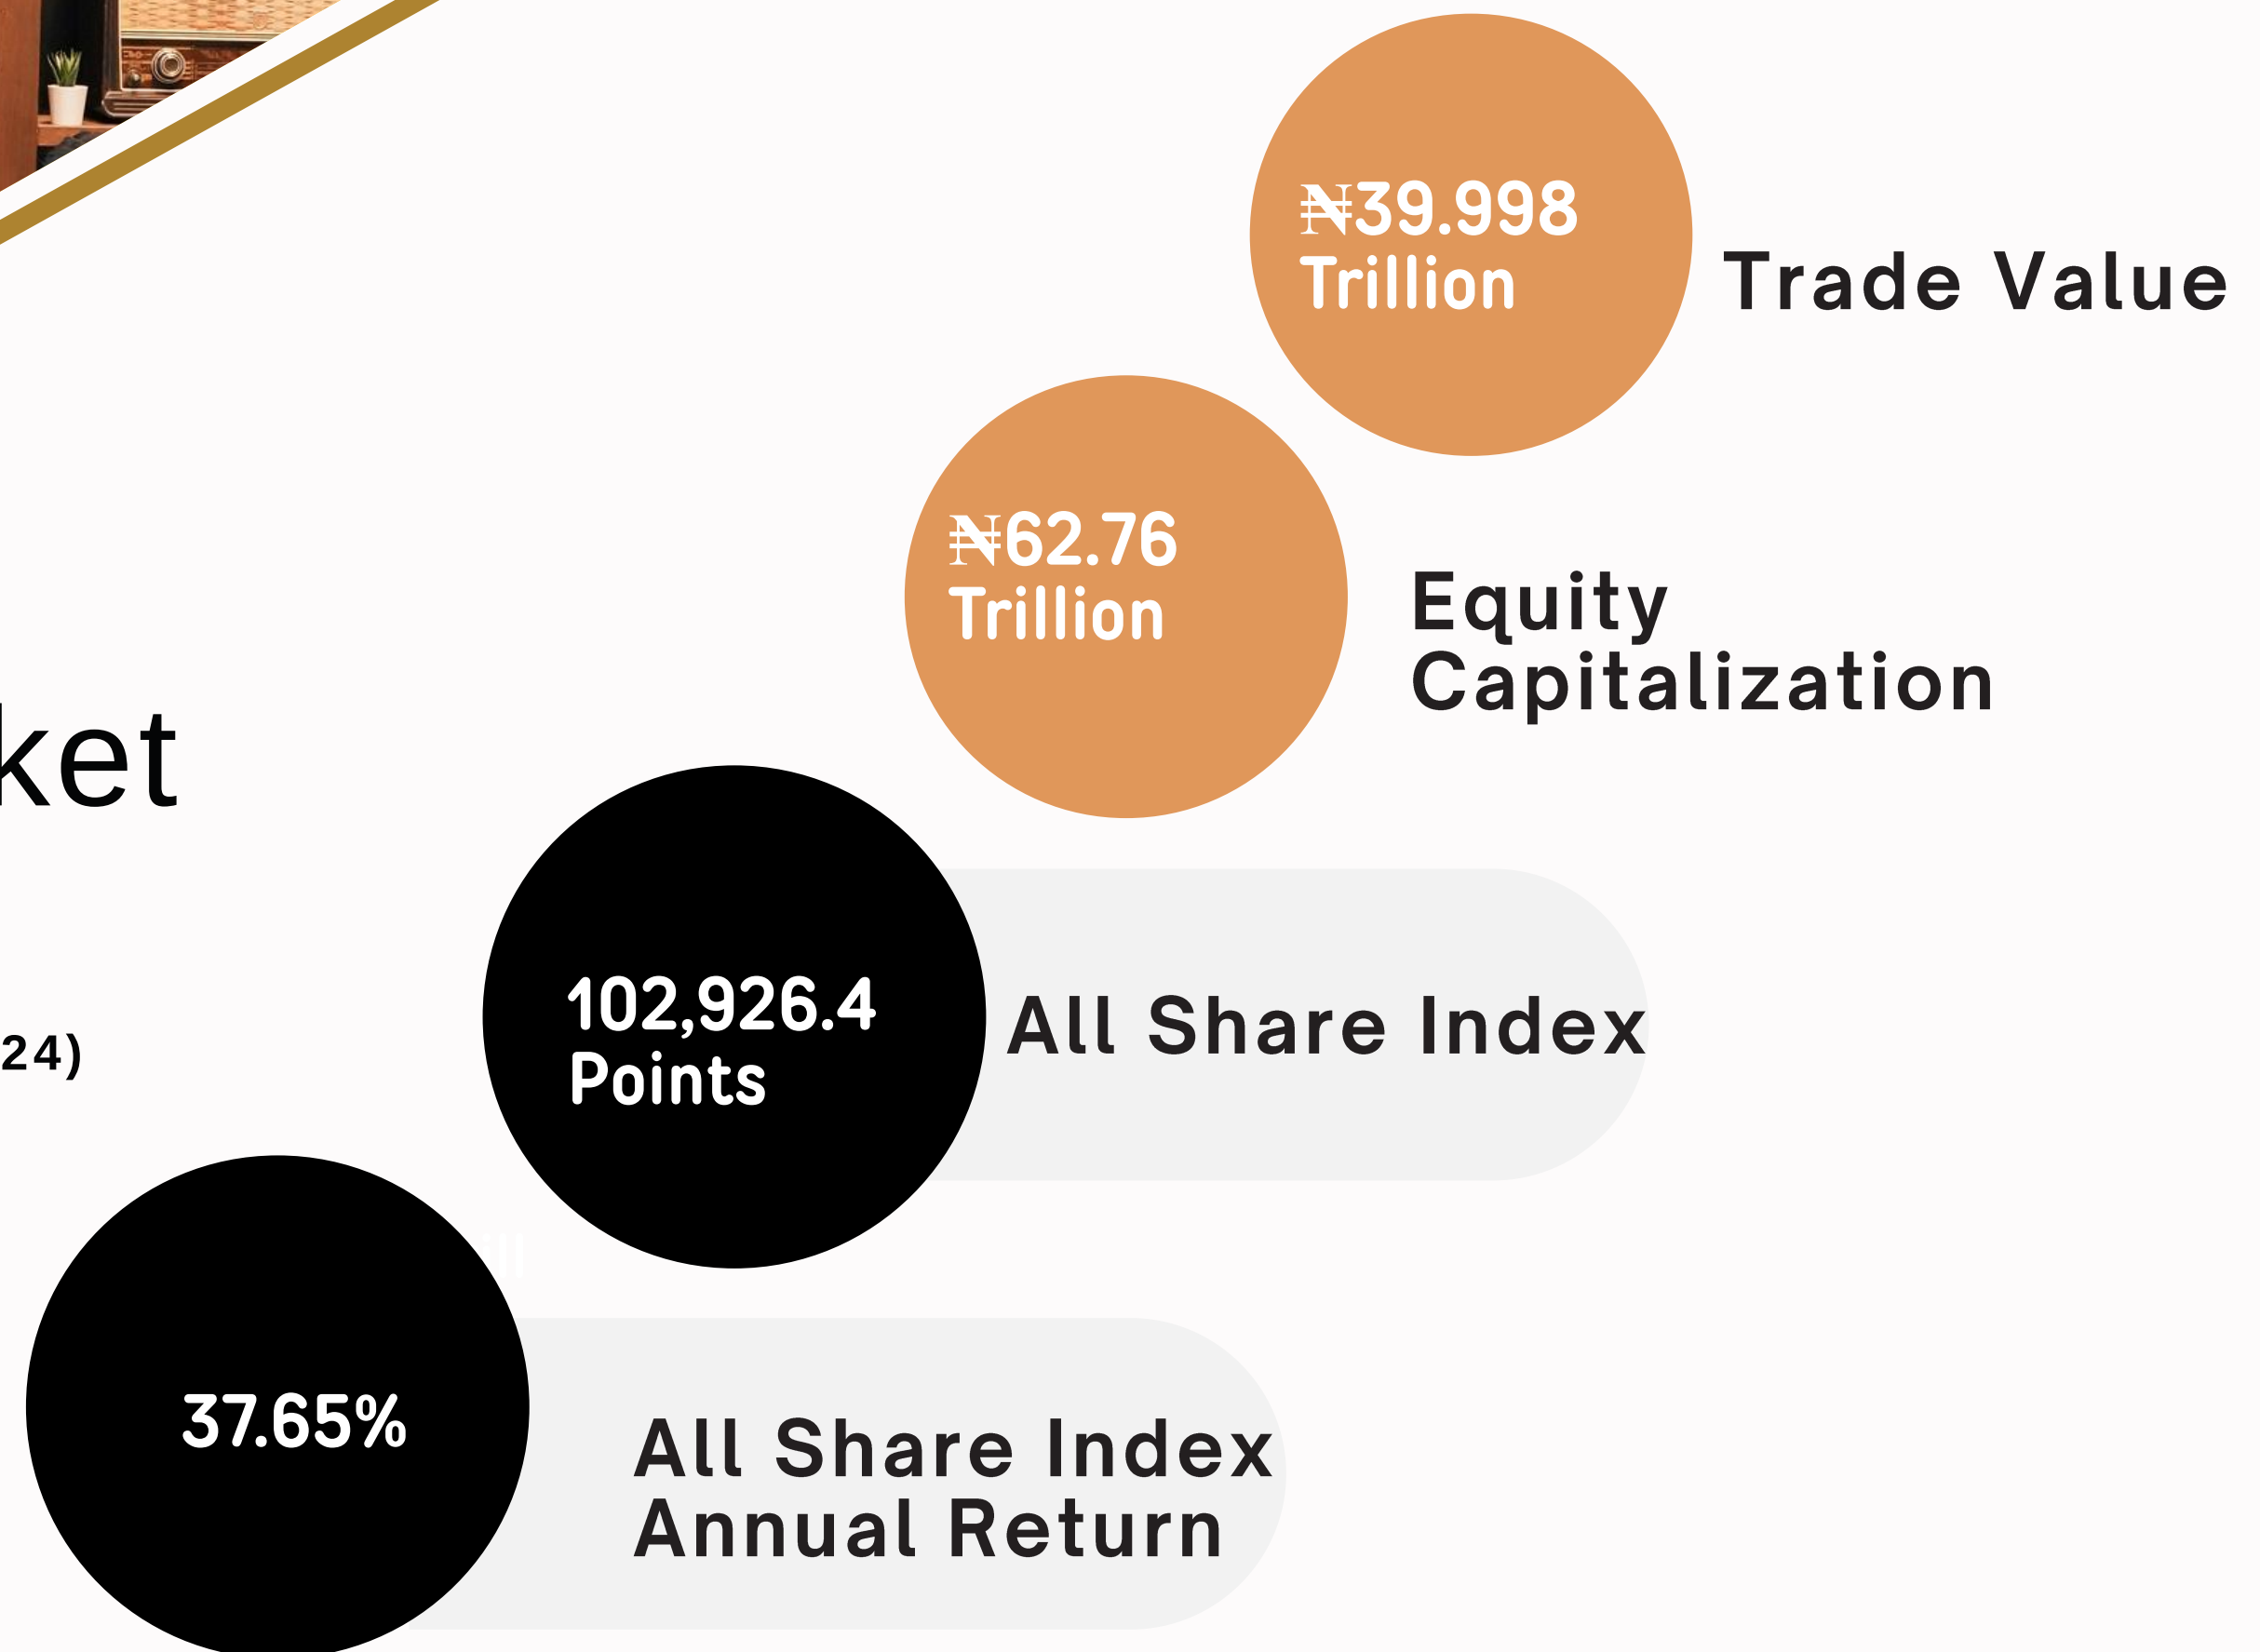 ₦39.998
Trillion
Trade Value
₦62.76
Trillion
Equity
Capitalization
ket
102,926.4
Points
All Share Index
24)
37.65%
All Share Index
Annual Return